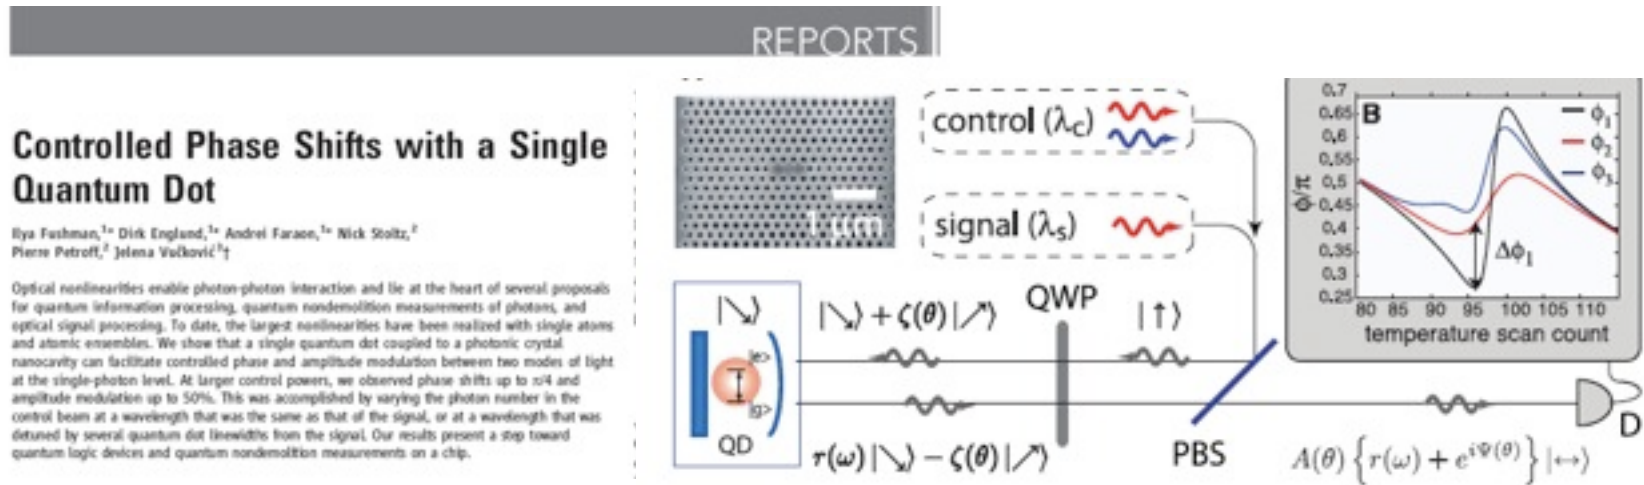 REPORTS
Controlled Phase Shifts with a Single
Quantum Dot
Ilya Fushman,¹* Dirk Englund,¹* Andrei Faraon,¹* Nick Stoltz,²
Pierre Petroff,² Jelena Vučković³†
Optical nonlinearities enable photon-photon interaction and lie at the heart of several proposals
for quantum information processing, quantum nondemolition measurements of photons, and
optical signal processing. To date, the largest nonlinearities have been realized with single atoms
and atomic ensembles. We show that a single quantum dot coupled to a photonic crystal
nanocavity can facilitate controlled phase and amplitude modulation between two modes of light
at the single-photon level. At larger control powers, we observed phase shifts up to π/4 and
amplitude modulation up to 50%. This was accomplished by varying the photon number in the
control beam at a wavelength that was the same as that of the signal, or at a wavelength that was
detuned by several quantum dot linewidths from the signal. Our results present a step toward
quantum logic devices and quantum nondemolition measurements on a chip.
1 μm
control (λc)
signal (λs)
|↘⟩
|↘⟩ + ζ(θ)|↗⟩
QWP
|↑⟩
|e>
|g>
QD
r(ω)|↘⟩ − ζ(θ)|↗⟩
PBS
D
A(θ) {r(ω) + e^{iΨ(θ)}} |↔⟩
B
ϕ/π
0.7
0.65
0.6
0.55
0.5
0.45
0.4
0.35
0.3
0.25
ϕ₁
ϕ₂
ϕ₃
Δϕ₁
80 85 90 95 100 105 110
temperature scan count